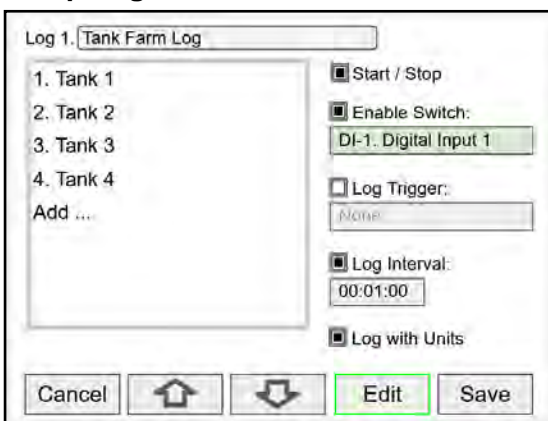 Log 1. Tank Farm Log
1. Tank 1
2. Tank 2
3. Tank 3
4. Tank 4
Add ...
Start / Stop
Enable Switch:
DI-1. Digital Input 1
Log Trigger:
None
Log Interval:
00:01:00
Log with Units
Cancel
Edit
Save